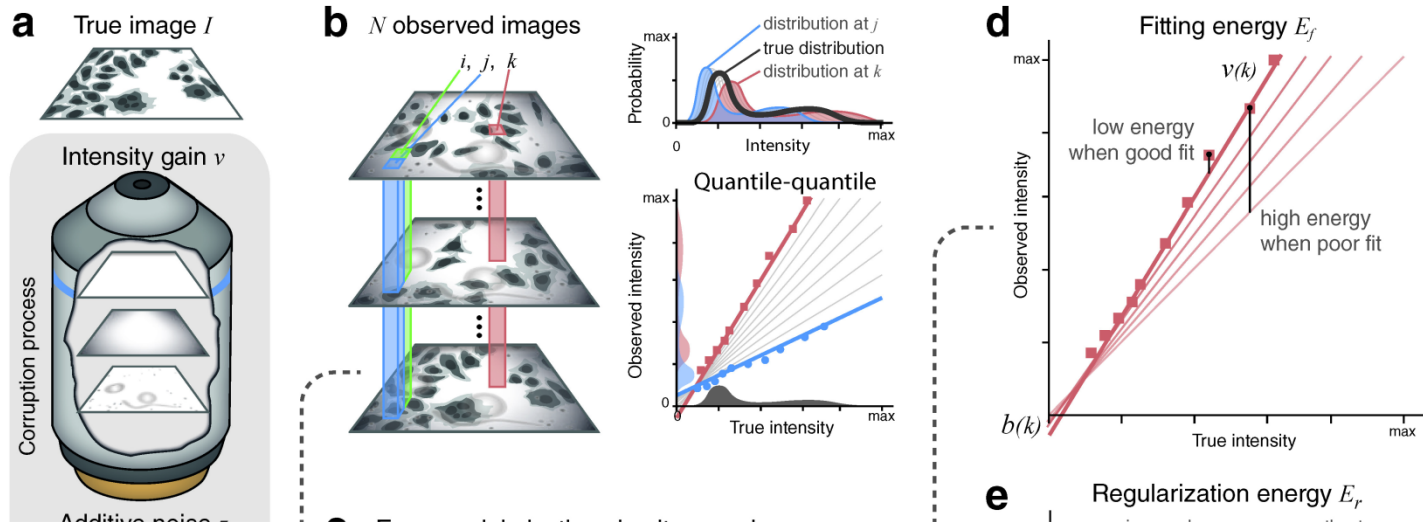 a
True image I
Intensity gain v
Corruption process
b
N observed images
i, j, k
distribution at j
true distribution
distribution at k
max
Probability
0
0
Intensity
max
Quantile-quantile
max
Observed intensity
0
0
True intensity
max
d
Fitting energy Ef
max
v(k)
low energy
when good fit
high energy
when poor fit
Observed intensity
b(k)
True intensity
max
e
Regularization energy Er